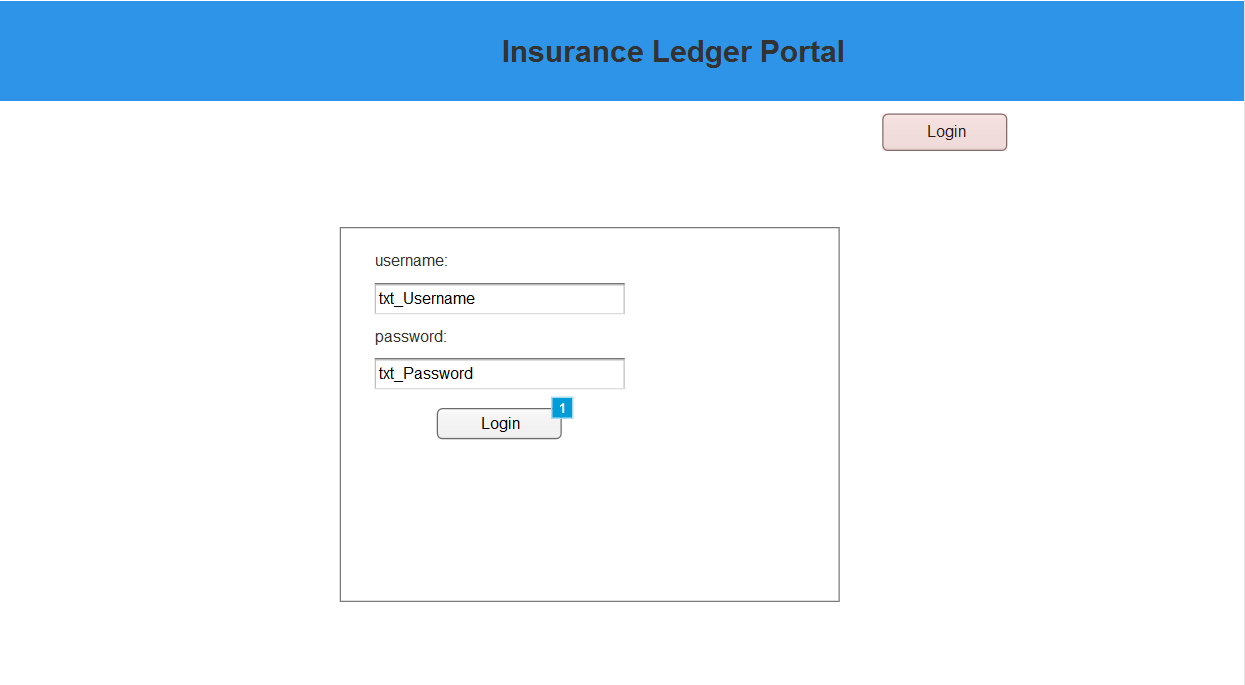 Insurance Ledger Portal
Login
username:
txt_Username
password:
txt_Password
1
Login